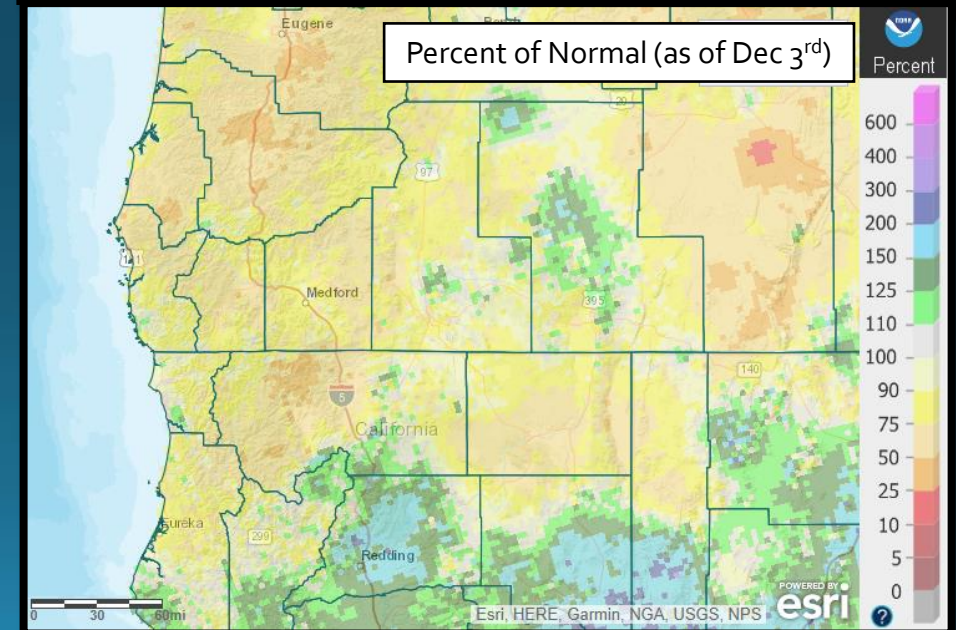 Eugene
Bend
Percent of Normal (as of Dec 3rd)
NOAA
Percent
20
97
101
Medford
395
5
140
California
Eureka
299
Redding
600
400
300
200
150
125
110
100
90
75
50
25
10
5
0
0 30 60mi
Esri, HERE, Garmin, NGA, USGS, NPS
POWERED BY
esri
?